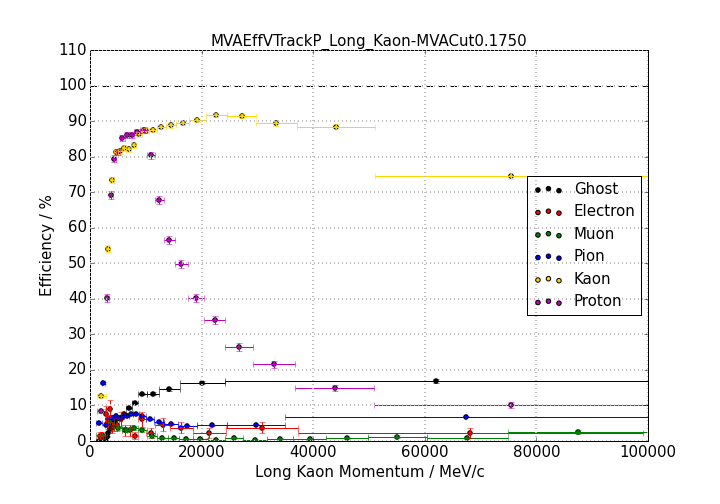 MVAEffVTrackP_Long_Kaon-MVACut0.1750
110
100
90
80
70
60
50
40
30
20
10
0
Efficiency / %
Ghost
Electron
Muon
Pion
Kaon
Proton
0 20000 40000 60000 80000 100000
Long Kaon Momentum / MeV/c